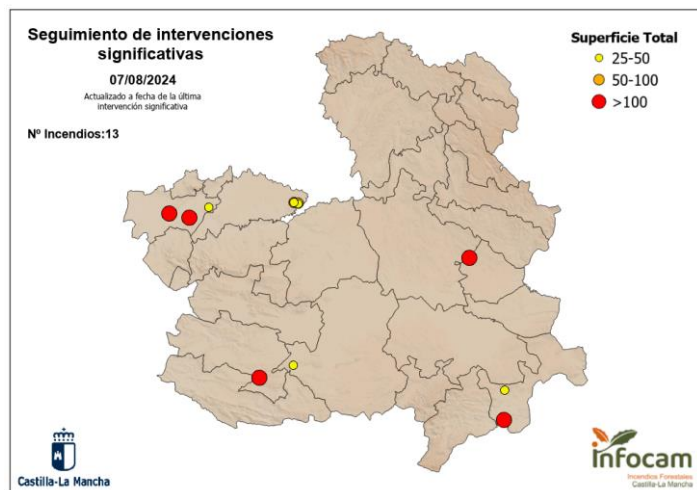 Seguimiento de intervenciones
significativas
07/08/2024
Actualizado a fecha de la última
intervención significativa
Nº Incendios:13
Superficie Total
25-50
50-100
>100
Castilla-La Mancha
infocam
Incendios Forestales
Castilla-La Mancha